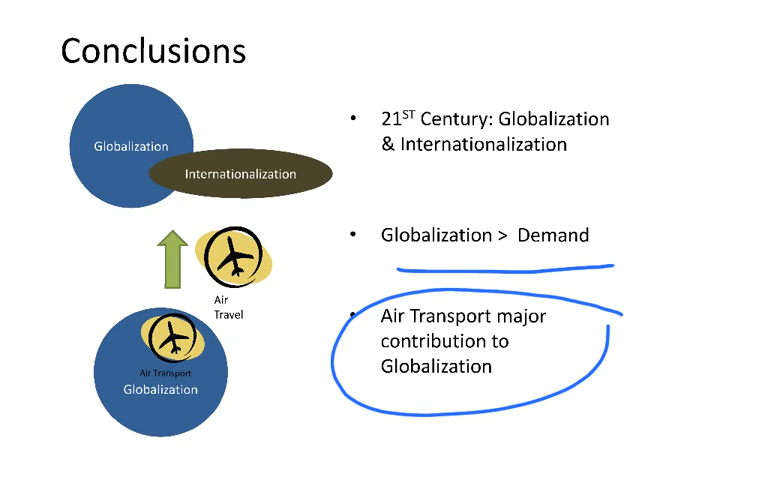 Conclusions
Globalization
Internationalization
Air
Travel
Air Transport
Globalization
• 21ST Century: Globalization
& Internationalization
• Globalization > Demand
• Air Transport major
contribution to
Globalization